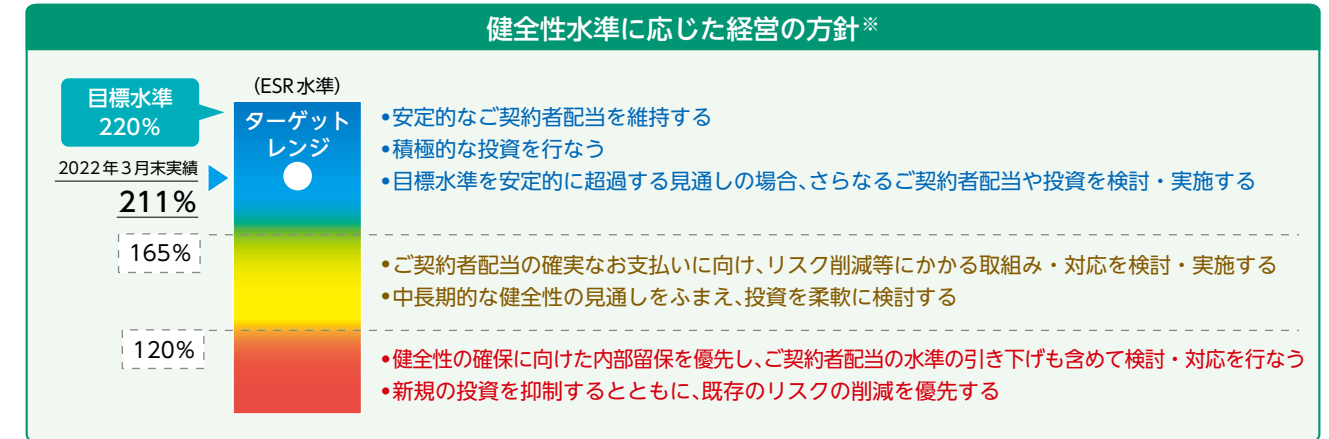 健全性水準に応じた経営の方針※
(ESR水準)
目標水準
220%
ターゲット
レンジ
2022年3月末実績
211%
•安定的なご契約者配当を維持する
•積極的な投資を行なう
•目標水準を安定的に超過する見通しの場合、さらなるご契約者配当や投資を検討・実施する
165%
•ご契約者配当の確実なお支払いに向け、リスク削減等にかかる取組み・対応を検討・実施する
•中長期的な健全性の見通しをふまえ、投資を柔軟に検討する
120%
•健全性の確保に向けた内部留保を優先し、ご契約者配当の水準の引き下げも含めて検討・対応を行なう
•新規の投資を抑制するとともに、既存のリスクの削減を優先する